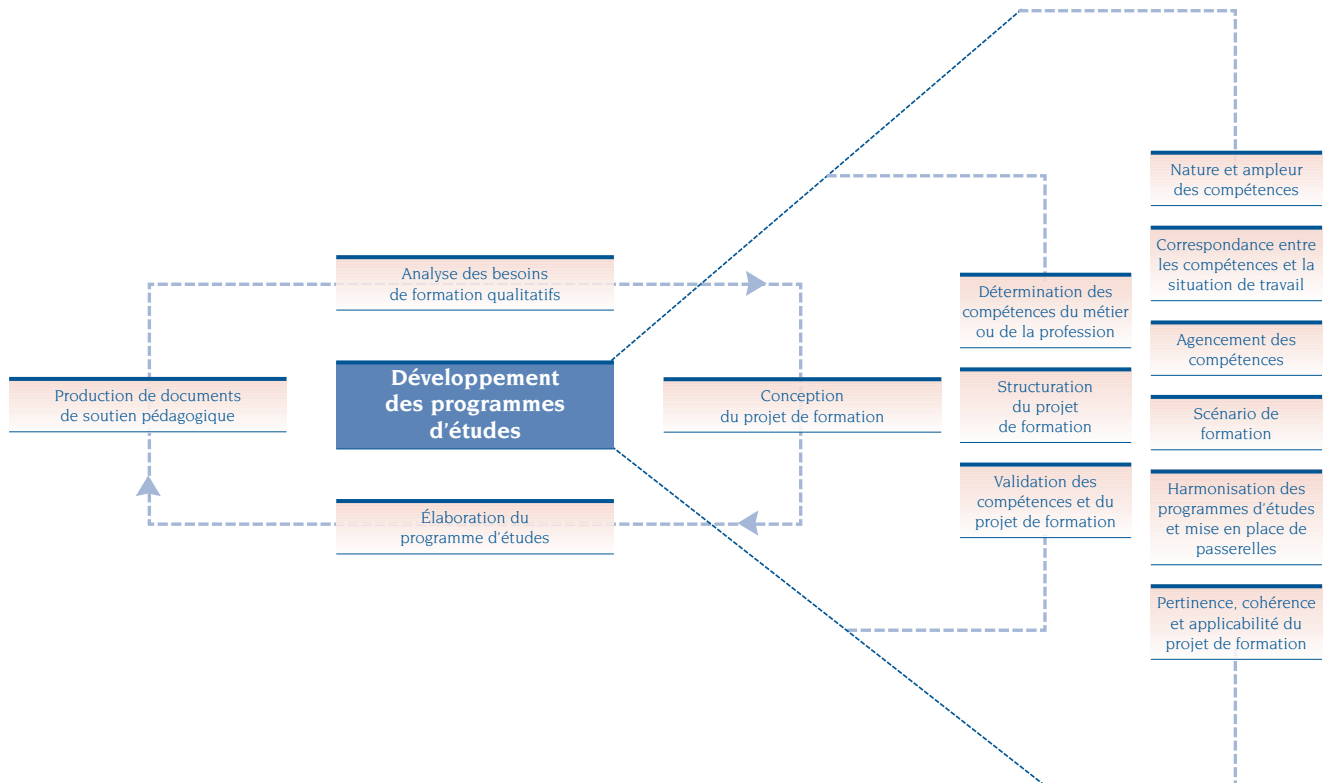 Analyse des besoins
de formation qualitatifs
Production de documents
de soutien pédagogique
Développement
des programmes
d’études
Conception
du projet de formation
Élaboration du
programme d’études
Détermination des
compétences du métier
ou de la profession
Structuration
du projet
de formation
Validation des
compétences et du
projet de formation
Nature et ampleur
des compétences
Correspondance entre
les compétences et la
situation de travail
Agencement des
compétences
Scénario de
formation
Harmonisation des
programmes d’études
et mise en place de
passerelles
Pertinence, cohérence
et applicabilité du
projet de formation